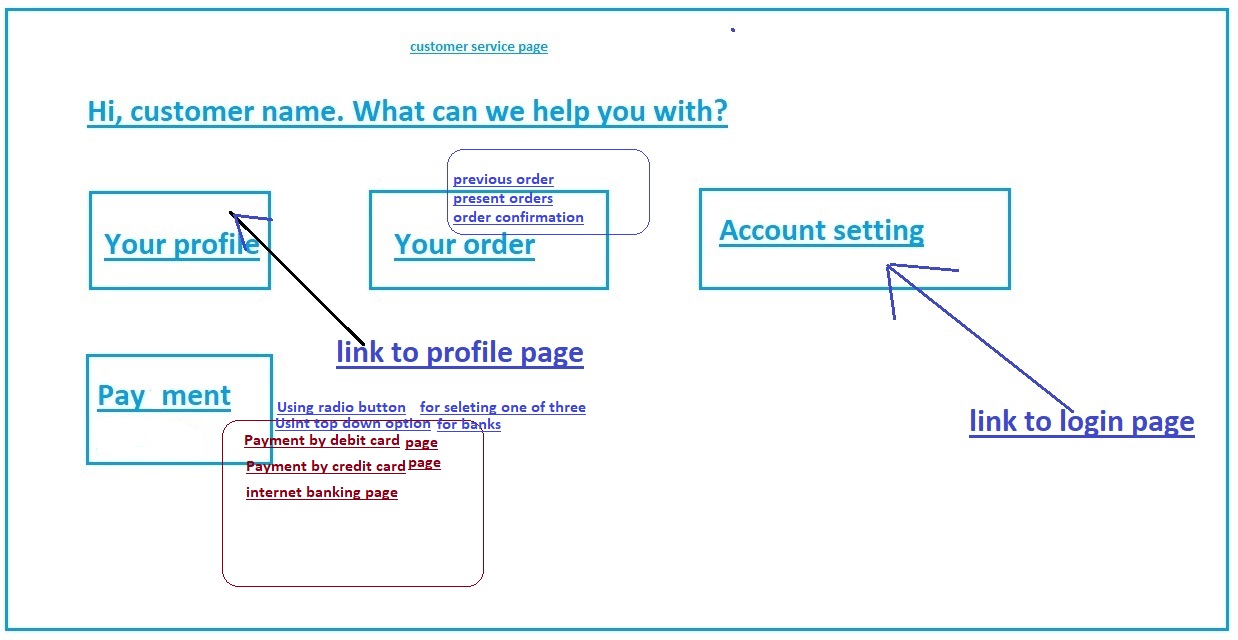 customer service page
Hi, customer name. What can we help you with?
previous order
present orders
order confirmation
Your profile
Your order
Account setting
link to profile page
Pay ment
Using radio button for seleting one of three
Usint top down option for banks
Payment by debit card page
Payment by credit card page
internet banking page
link to login page